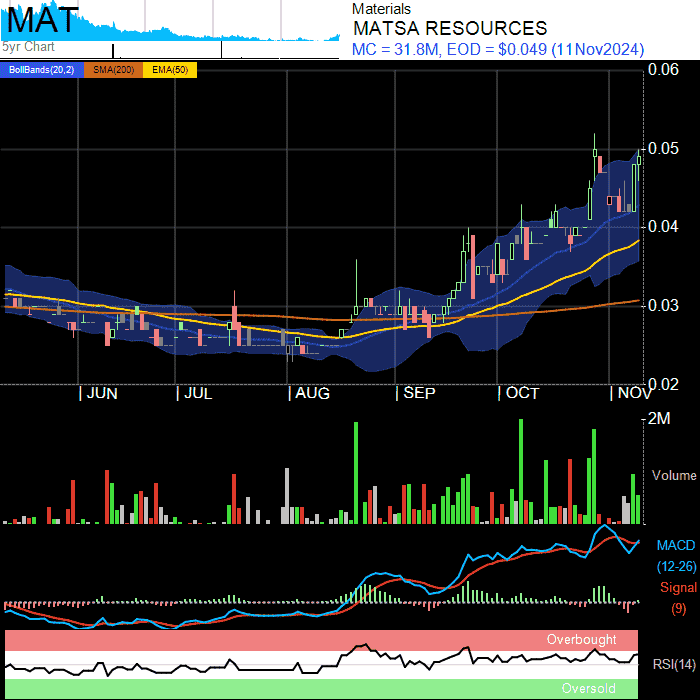 MAT
5yr Chart
Materials
MATSA RESOURCES
MC = 31.8M, EOD = $0.049 (11Nov2024)
BollBands(20,2) SMA(200) EMA(50)
0.06
0.05
0.04
0.03
0.02
JUN JUL AUG SEP OCT NOV
2M
Volume
MACD
(12-26)
Signal
(9)
Overbought
RSI(14)
Oversold